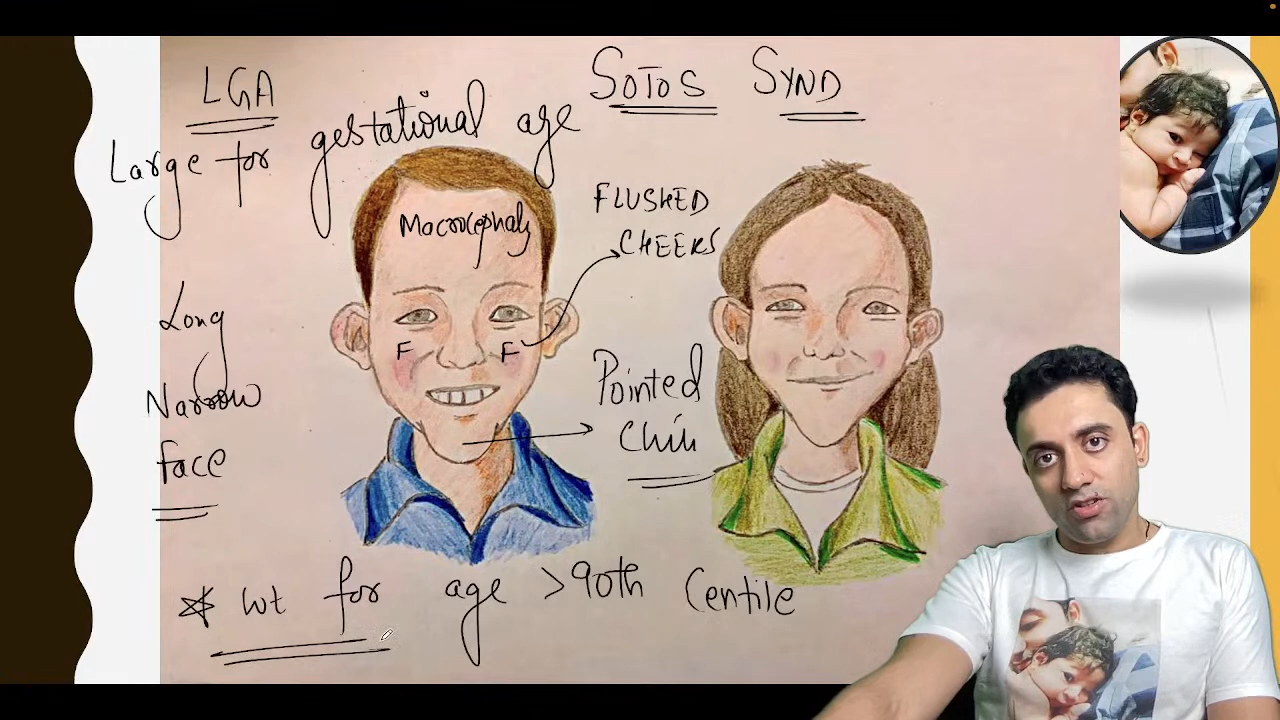 LGA
Large for gestational age
SOTOS SYND
Macrocephaly
FLUSHED
CHEEKS
Long
Narrow
face
F F
Pointed
Chin
* wt for age >90th Centile